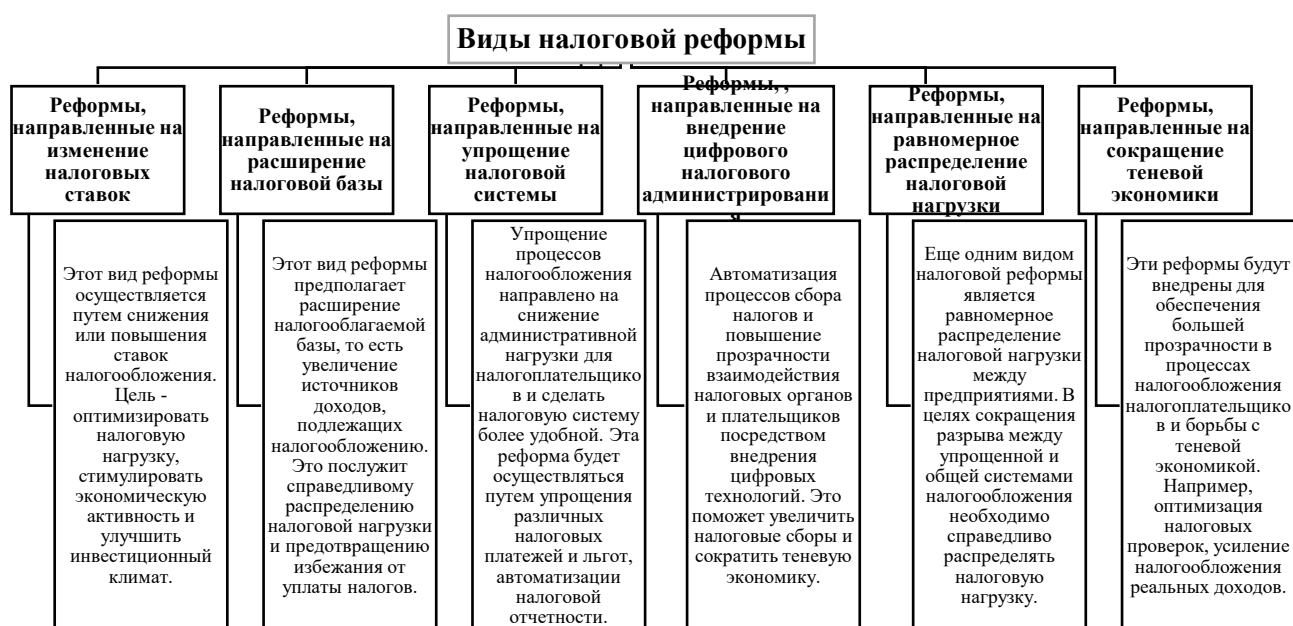 Виды налоговой реформы
Реформы,
направленные на
изменение
налоговых
ставок
Реформы,
направленные на
расширение
налоговой базы
Реформы,
направленные на
упрощение
налоговой
системы
Реформы, ,
направленные на
внедрение
цифрового
налогового
администрировани
я
Реформы,
направленные на
равномерное
распределение
налоговой
нагрузки
Реформы,
направленные на
сокращение
теневой
экономики
Этот вид реформы
осуществляется
путем снижения
или повышения
ставок
налогообложения.
Цель -
оптимизировать
налоговую
нагрузку,
стимулировать
экономическую
активность и
улучшить
инвестиционный
климат.
Этот вид реформы
предполагает
расширение
налогооблагаемой
базы, то есть
увеличение
источников
доходов,
подлежащих
налогообложению.
Это послужит
справедливому
распределению
налоговой нагрузки
и предотвращению
избежания от
уплаты налогов.
Упрощение
процессов
налогообложения
направлено на
снижение
административной
нагрузки для
налогоплательщико
в и сделать
налоговую систему
более удобной. Эта
реформа будет
осуществляться
путем упрощения
различных
налоговых
платежей и льгот,
автоматизации
налоговой
отчетности.
Автоматизация
процессов сбора
налогов и
повышение
прозрачности
взаимодействия
налоговых органов
и плательщиков
посредством
внедрения
цифровых
технологий. Это
поможет увеличить
налоговые сборы и
сократить теневую
экономику.
Еще одним видом
налоговой реформы
является
равномерное
распределение
налоговой нагрузки
между
предприятиями. В
целях сокращения
разрыва между
упрощенной и
общей системами
налогообложения
необходимо
справедливо
распределять
налоговую
нагрузку.
Эти реформы будут
внедрены для
обеспечения
большей
прозрачности в
процессах
налогообложения
налогоплательщико
в и борьбы с
теневой
экономикой.
Например,
оптимизация
налоговых
проверок, усиление
налогообложения
реальных доходов.